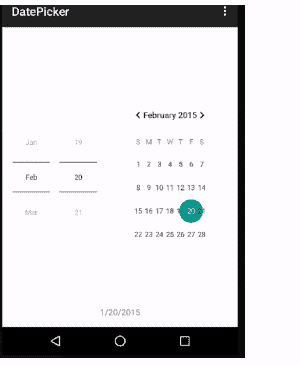 DatePicker
February 2015
Jan 19
S M T W T F S
1 2 3 4 5 6 7
Feb 20
8 9 10 11 12 13 14
Mar 21
15 16 17 18 19 20 21
22 23 24 25 26 27 28
1/20/2015